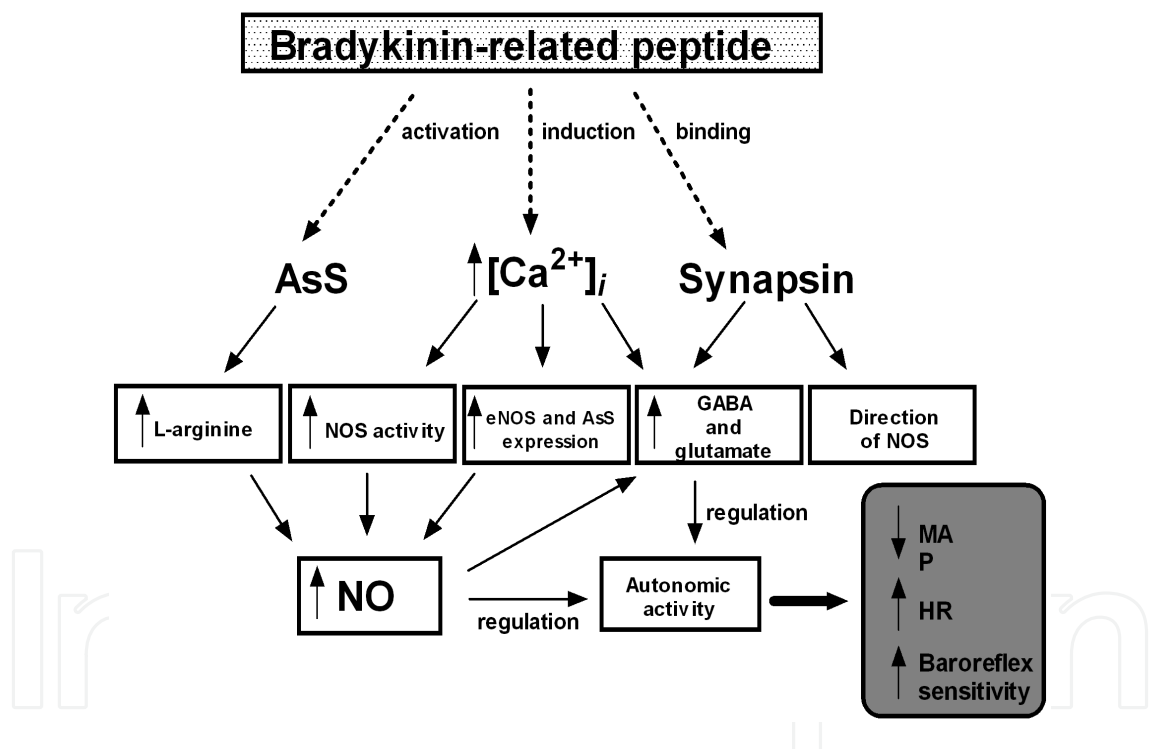 Bradykinin-related peptide
activation
induction
binding
AsS
[Ca2+]i
Synapsin
L-arginine
NOS activity
eNOS and AsS
expression
GABA
and
glutamate
Direction
of NOS
regulation
NO
regulation
Autonomic
activity
MA
P
HR
Baroreflex
sensitivity